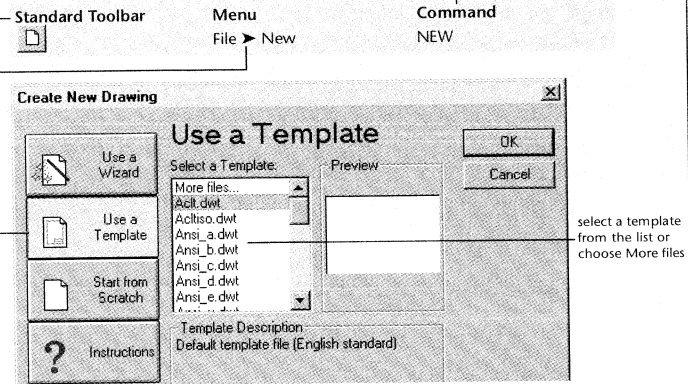 Standard Toolbar
Menu
Command
File ➤ New
NEW
Create New Drawing
Use a Template
Use a
Wizard
Use a
Template
Start from
Scratch
Instructions
Select a Template:
More files...
Aclt.dwt
Acltiso.dwt
Ansi_a.dwt
Ansi_b.dwt
Ansi_c.dwt
Ansi_d.dwt
Ansi_e.dwt
Preview
OK
Cancel
Template Description
Default template file (English standard)
select a template
from the list or
choose More files